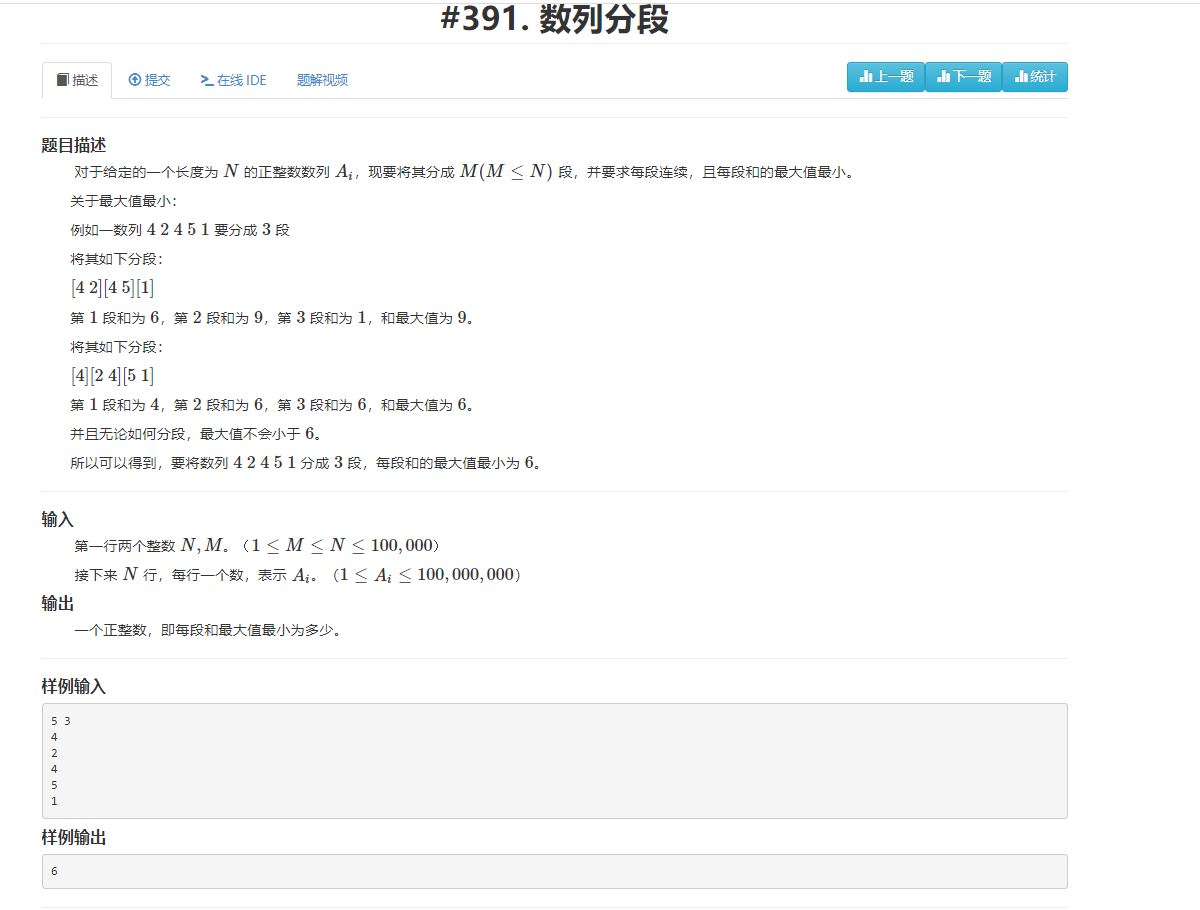 #391. 数列分段
描述 提交 在线 IDE 题解视频 上一题 下一题 统计
题目描述
对于给定的一个长度为 N 的正整数数列 Aᵢ，现要将其分成 M(M ≤ N) 段，并要求每段连续，且每段和的最大值最小。
关于最大值最小：
例如一数列 4 2 4 5 1 要分成 3 段
将其如下分段：
[4 2][4 5][1]
第 1 段和为 6，第 2 段和为 9，第 3 段和为 1，和最大值为 9。
将其如下分段：
[4][2 4][5 1]
第 1 段和为 4，第 2 段和为 6，第 3 段和为 6，和最大值为 6。
并且无论如何分段，最大值不会小于 6。
所以可以得到，要将数列 4 2 4 5 1 分成 3 段，每段和的最大值最小为 6。
输入
第一行两个整数 N, M。（1 ≤ M ≤ N ≤ 100,000）
接下来 N 行，每行一个数，表示 Aᵢ。（1 ≤ Aᵢ ≤ 100,000,000）
输出
一个正整数，即每段和最大值最小为多少。
样例输入
5 3
4
2
4
5
1
样例输出
6